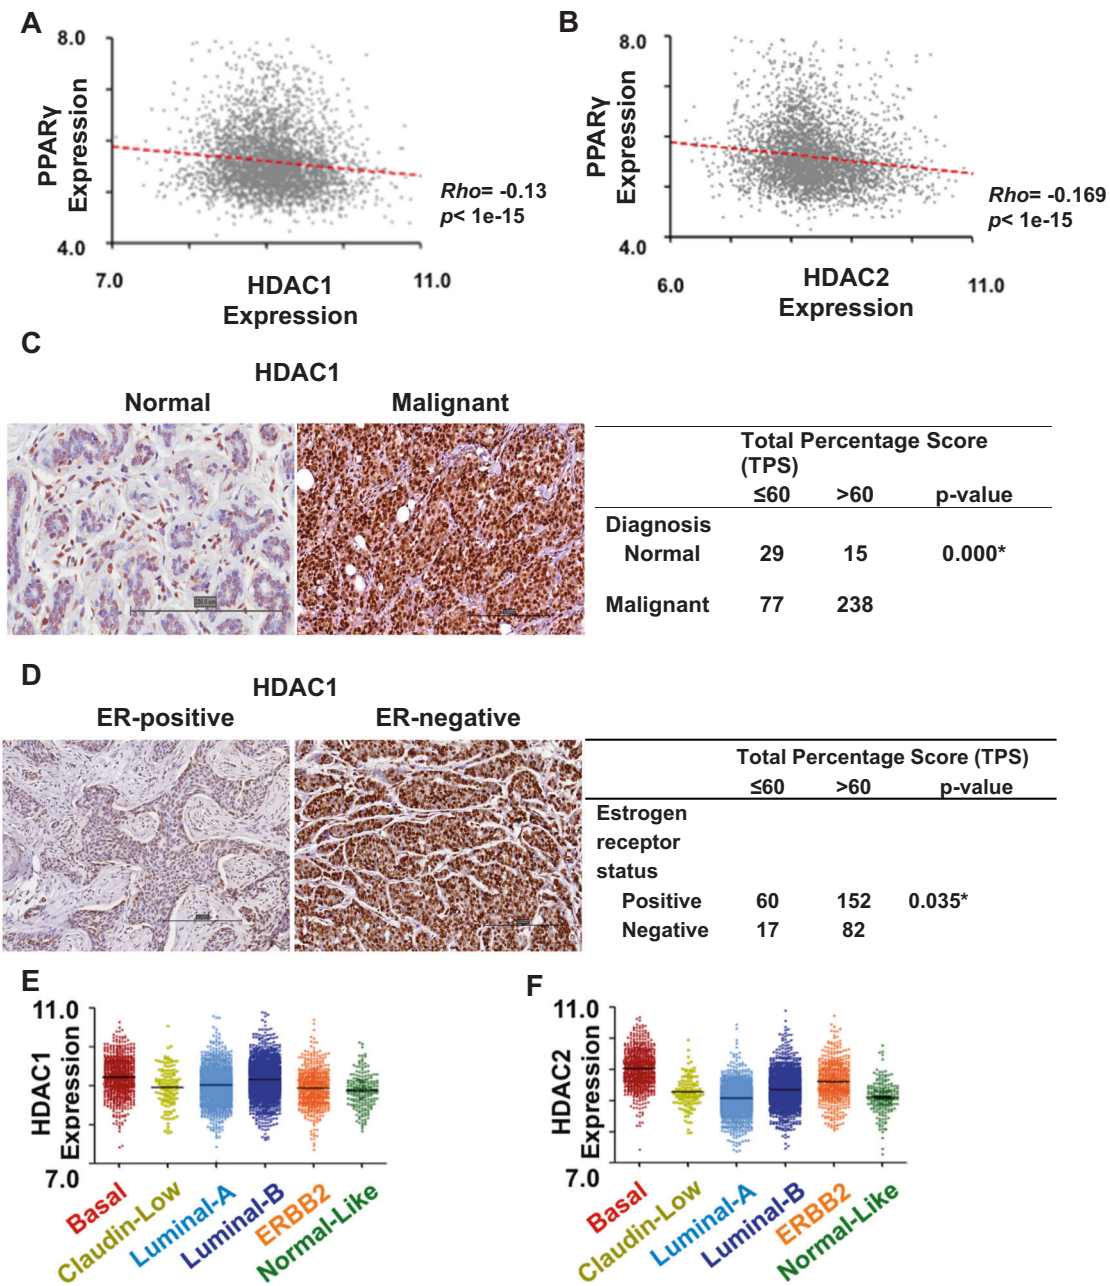 A
8.0
PPARγ
Expression
4.0
7.0
11.0
HDAC1
Expression
Rho= -0.13
p< 1e-15
B
8.0
PPARγ
Expression
4.0
6.0
11.0
HDAC2
Expression
Rho= -0.169
p< 1e-15
C
HDAC1
Normal Malignant
Total Percentage Score
(TPS)
≤60 >60 p-value
Diagnosis
Normal 29 15 0.000*
Malignant 77 238
D
HDAC1
ER-positive ER-negative
Total Percentage Score (TPS)
≤60 >60 p-value
Estrogen
receptor
status
Positive 60 152 0.035*
Negative 17 82
E
11.0
HDAC1
Expression
7.0
Basal
Claudin-Low
Luminal-A
Luminal-B
ERBB2
Normal-Like
F
11.0
HDAC2
Expression
7.0
Basal
Claudin-Low
Luminal-A
Luminal-B
ERBB2
Normal-Like